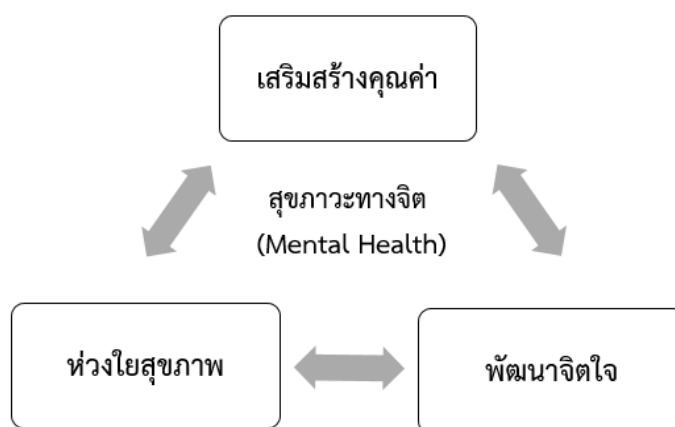 เสริมสร้างคุณค่า
สุขภาวะทางจิต
(Mental Health)
ห่วงใยสุขภาพ
พัฒนาจิตใจ